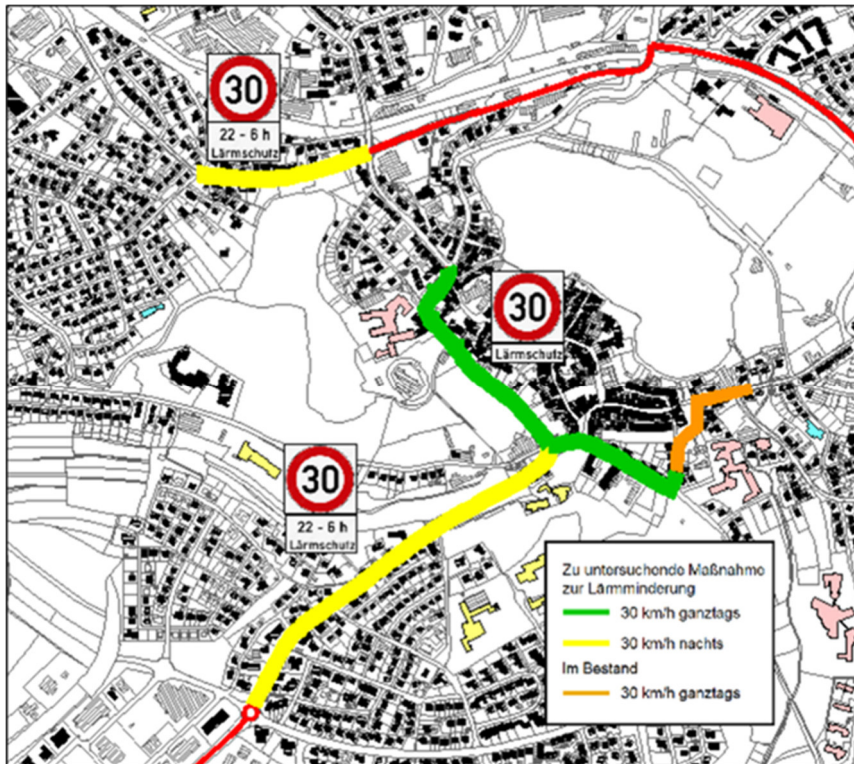 30
22 - 6 h
Lärmschutz
30
Lärmschutz
30
22 - 6 h
Lärmschutz
Zu untersuchende Maßnahme
zur Lärmminderung
30 km/h ganztags
30 km/h nachts
Im Bestand
30 km/h ganztags